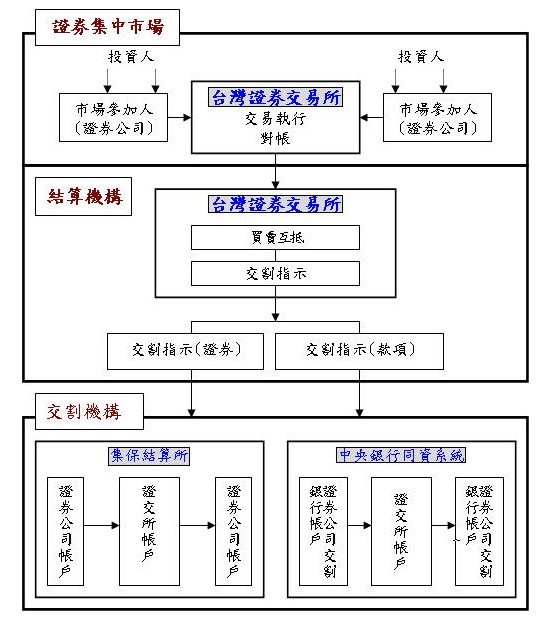 證券集中市場
投資人
投資人
市場參加人
(證券公司)
台灣證券交易所
交易執行
對帳
市場參加人
(證券公司)
結算機構
台灣證券交易所
買賣互抵
交割指示
交割指示(證券)
交割指示(款項)
交割機構
集保結算所
中央銀行同資系統
證券公司帳戶
證交所帳戶
證券公司帳戶
證券公司交割
銀行帳戶
證交所帳戶
證券公司交割
銀行帳戶